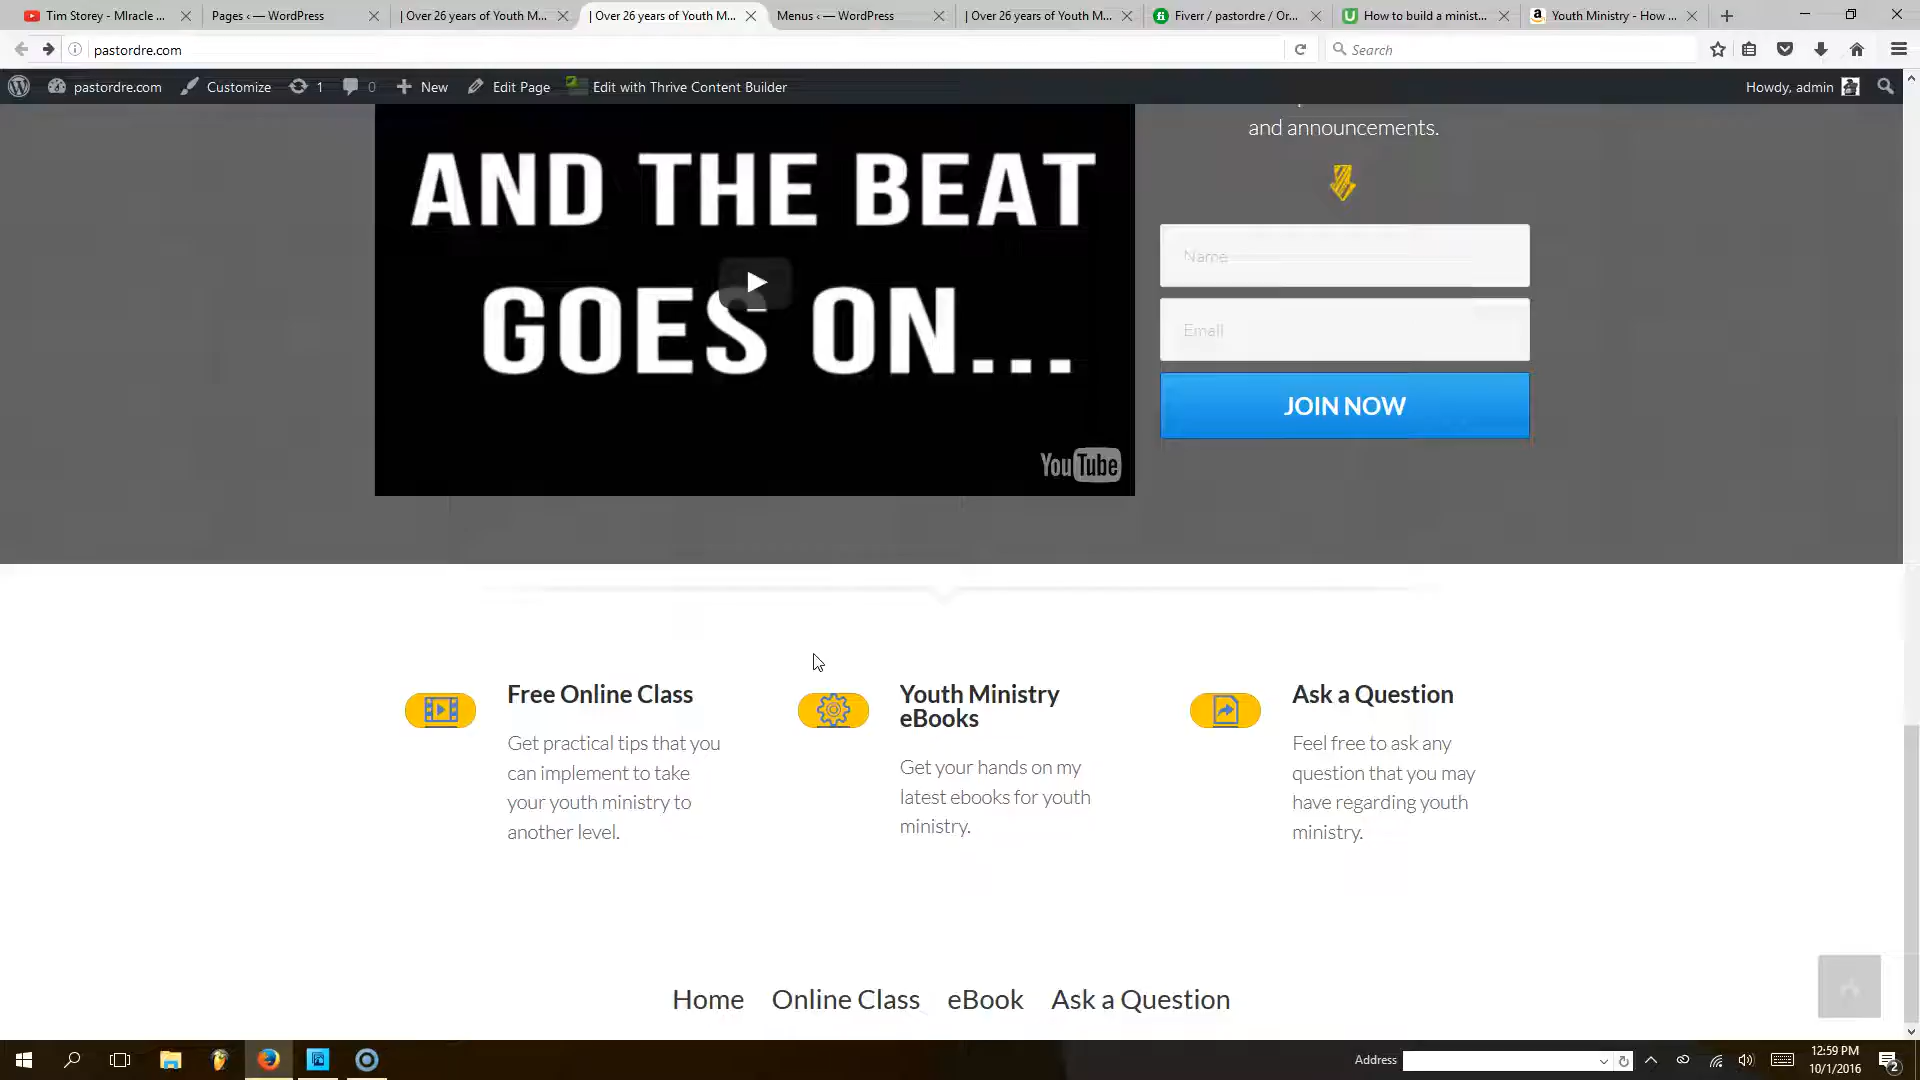 Tim Storey - MIracle ...
Pages ‹ — WordPress
| Over 26 years of Youth M...
| Over 26 years of Youth M...
Menus ‹ — WordPress
| Over 26 years of Youth M...
Fiverr / pastordre / Or...
How to build a minist...
Youth Ministry - How ...
pastordre.com
Search
pastordre.com
Customize
1
0
New
Edit Page
Edit with Thrive Content Builder
Howdy, admin
and announcements.
AND THE BEAT
GOES ON...
YouTube
Name
Email
JOIN NOW
Free Online Class
Get practical tips that you
can implement to take
your youth ministry to
another level.
Youth Ministry
eBooks
Get your hands on my
latest ebooks for youth
ministry.
Ask a Question
Feel free to ask any
question that you may
have regarding youth
ministry.
Home
Online Class
eBook
Ask a Question
Address
12:59 PM
10/1/2016
2